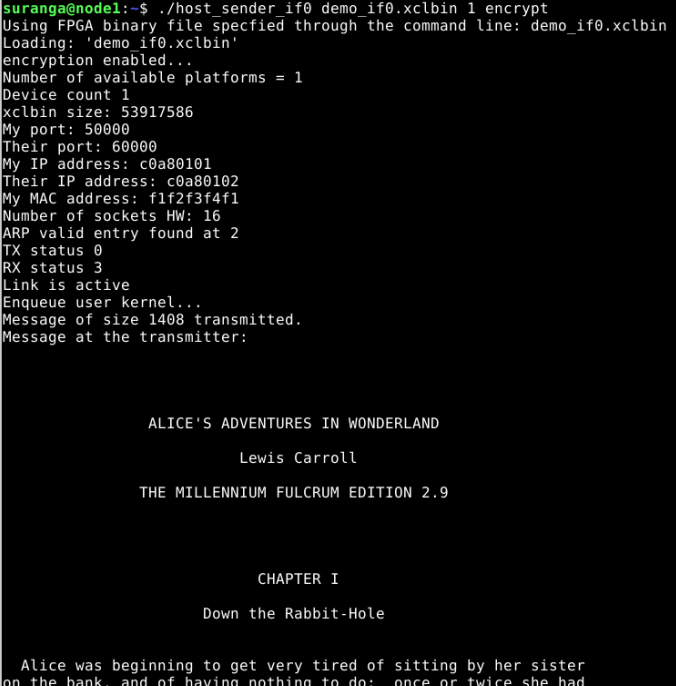 suranga@node1:~$ ./host_sender_if0 demo_if0.xclbin 1 encrypt
Using FPGA binary file specfied through the command line: demo_if0.xclbin
Loading: 'demo_if0.xclbin'
encryption enabled...
Number of available platforms = 1
Device count 1
xclbin size: 53917586
My port: 50000
Their port: 60000
My IP address: c0a80101
Their IP address: c0a80102
My MAC address: f1f2f3f4f1
Number of sockets HW: 16
ARP valid entry found at 2
TX status 0
RX status 3
Link is active
Enqueue user kernel...
Message of size 1408 transmitted.
Message at the transmitter:
ALICE'S ADVENTURES IN WONDERLAND
Lewis Carroll
THE MILLENNIUM FULCRUM EDITION 2.9
CHAPTER I
Down the Rabbit-Hole
Alice was beginning to get very tired of sitting by her sister
on the bank, and of having nothing to do:  once or twice she had